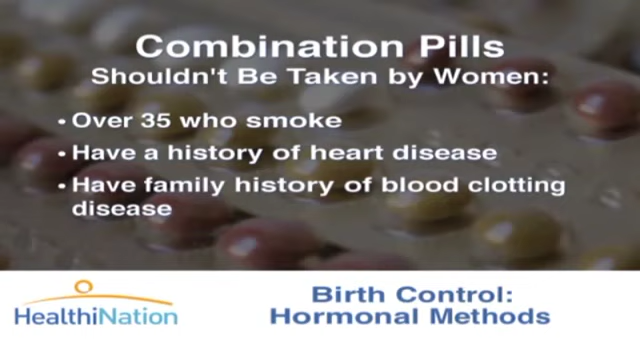 Combination Pills
Shouldn't Be Taken by Women:
• Over 35 who smoke
• Have a history of heart disease
• Have family history of blood clotting
disease
HealthiNation
Birth Control:
Hormonal Methods